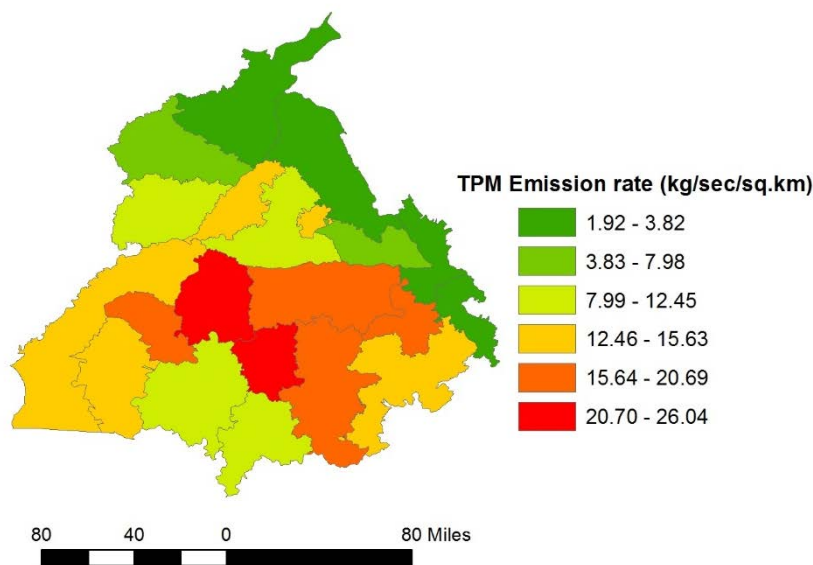 TPM Emission rate (kg/sec/sq.km)
1.92 - 3.82
3.83 - 7.98
7.99 - 12.45
12.46 - 15.63
15.64 - 20.69
20.70 - 26.04
80 40 0 80 Miles